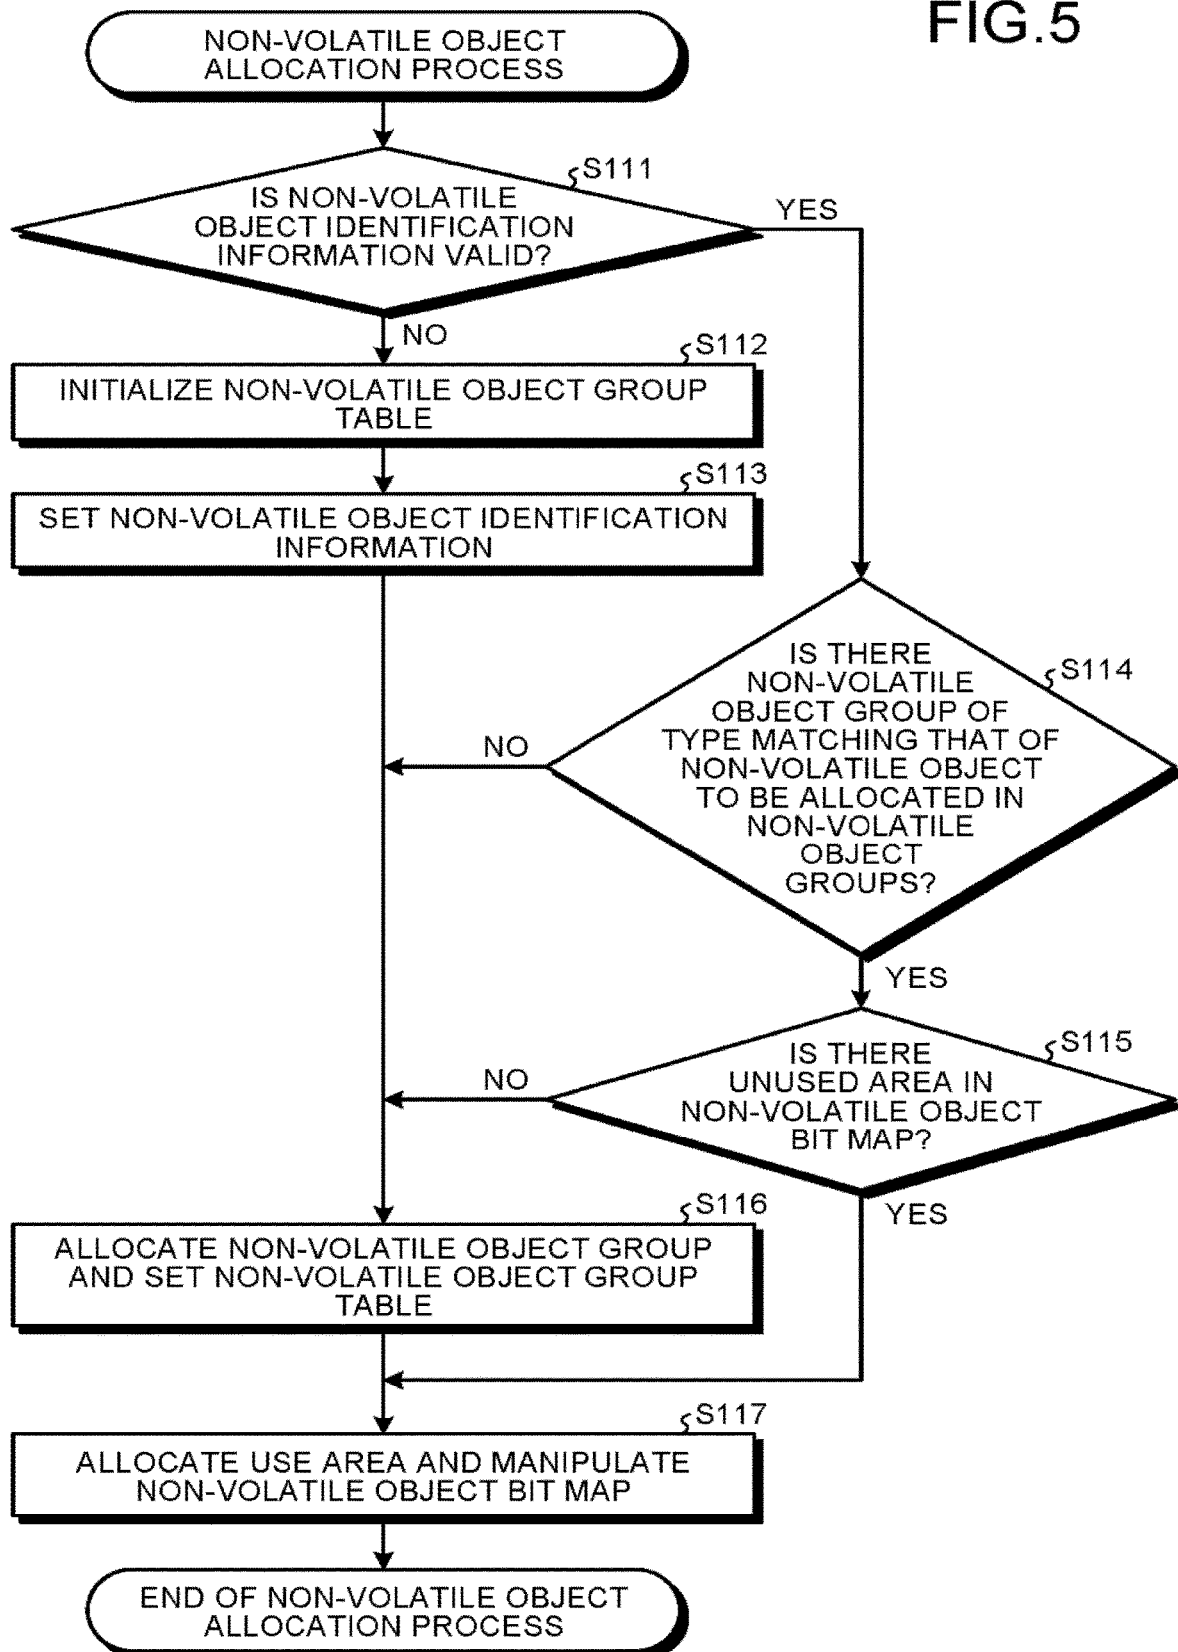 FIG.5
NON-VOLATILE OBJECT
ALLOCATION PROCESS
S111
IS NON-VOLATILE
OBJECT IDENTIFICATION
INFORMATION VALID?
YES
NO
S112
INITIALIZE NON-VOLATILE OBJECT GROUP
TABLE
S113
SET NON-VOLATILE OBJECT IDENTIFICATION
INFORMATION
S114
IS THERE
NON-VOLATILE
OBJECT GROUP OF
TYPE MATCHING THAT OF
NON-VOLATILE OBJECT
TO BE ALLOCATED IN
NON-VOLATILE
OBJECT
GROUPS?
NO
YES
S115
IS THERE
UNUSED AREA IN
NON-VOLATILE OBJECT
BIT MAP?
NO
YES
S116
ALLOCATE NON-VOLATILE OBJECT GROUP
AND SET NON-VOLATILE OBJECT GROUP
TABLE
S117
ALLOCATE USE AREA AND MANIPULATE
NON-VOLATILE OBJECT BIT MAP
END OF NON-VOLATILE OBJECT
ALLOCATION PROCESS